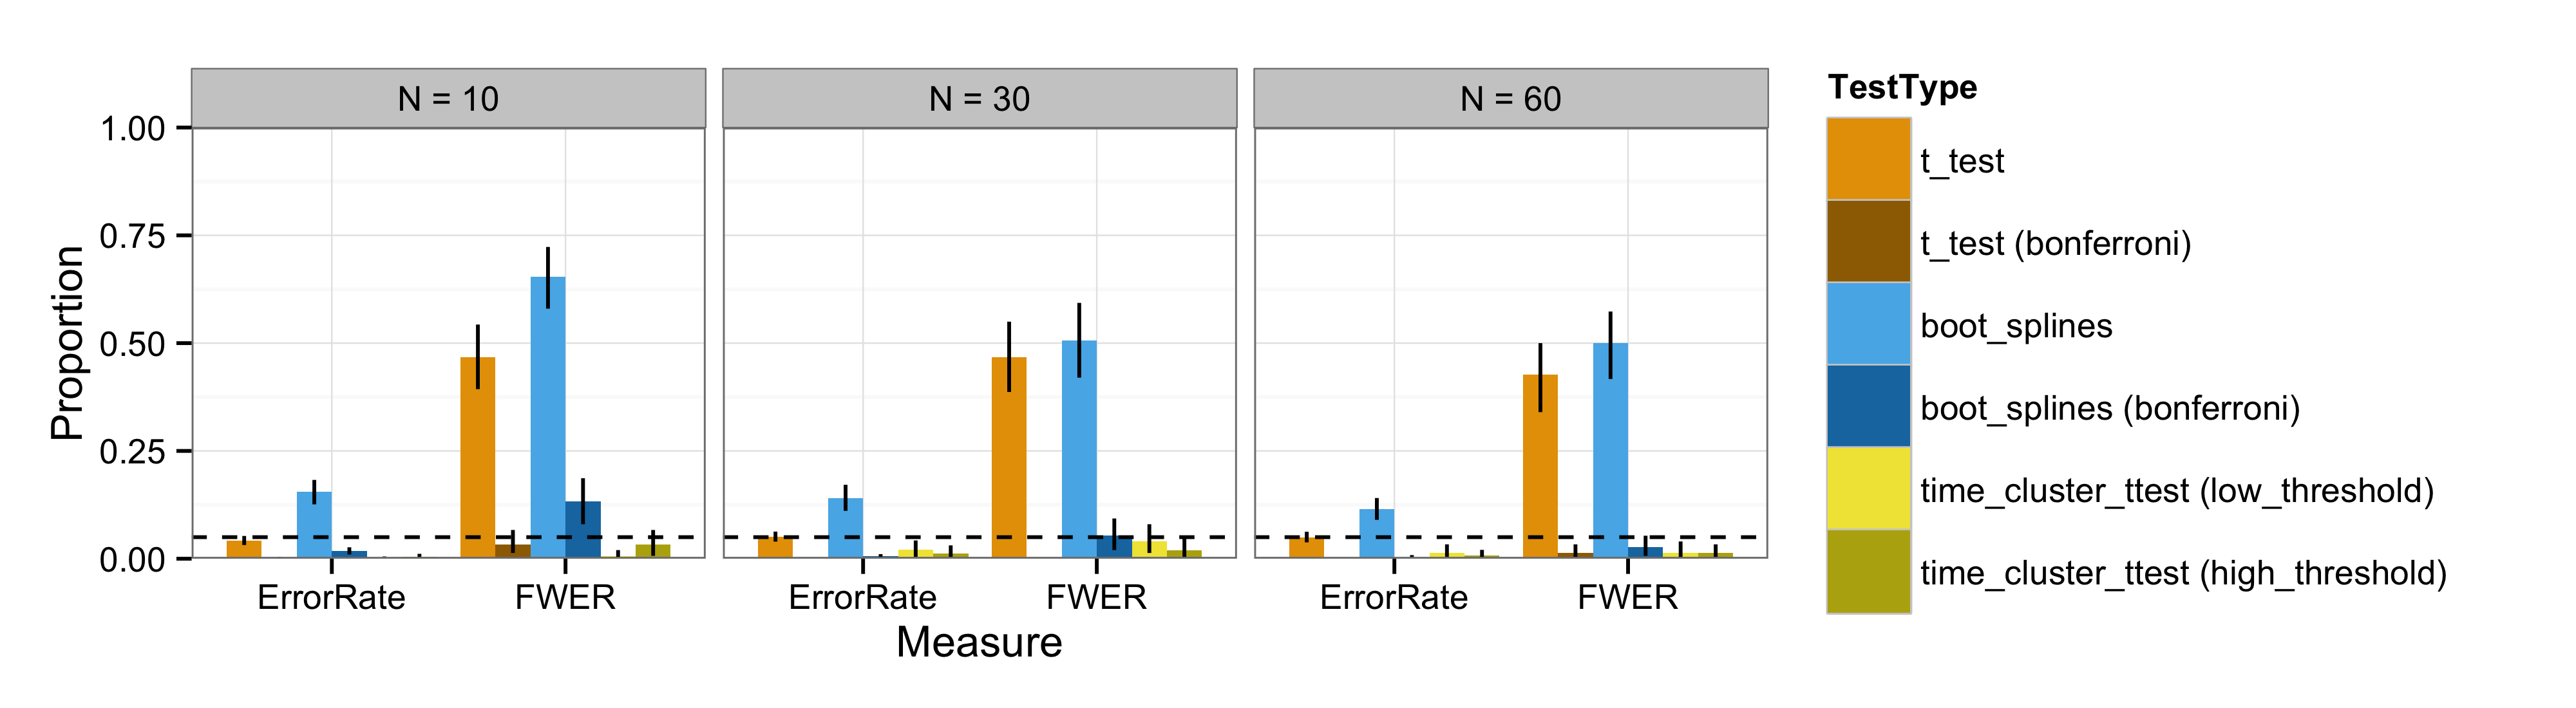 N = 10
N = 30
N = 60
Proportion
1.00
0.75
0.50
0.25
0.00
ErrorRate
FWER
ErrorRate
FWER
ErrorRate
FWER
Measure
TestType
t_test
t_test (bonferroni)
boot_splines
boot_splines (bonferroni)
time_cluster_ttest (low_threshold)
time_cluster_ttest (high_threshold)